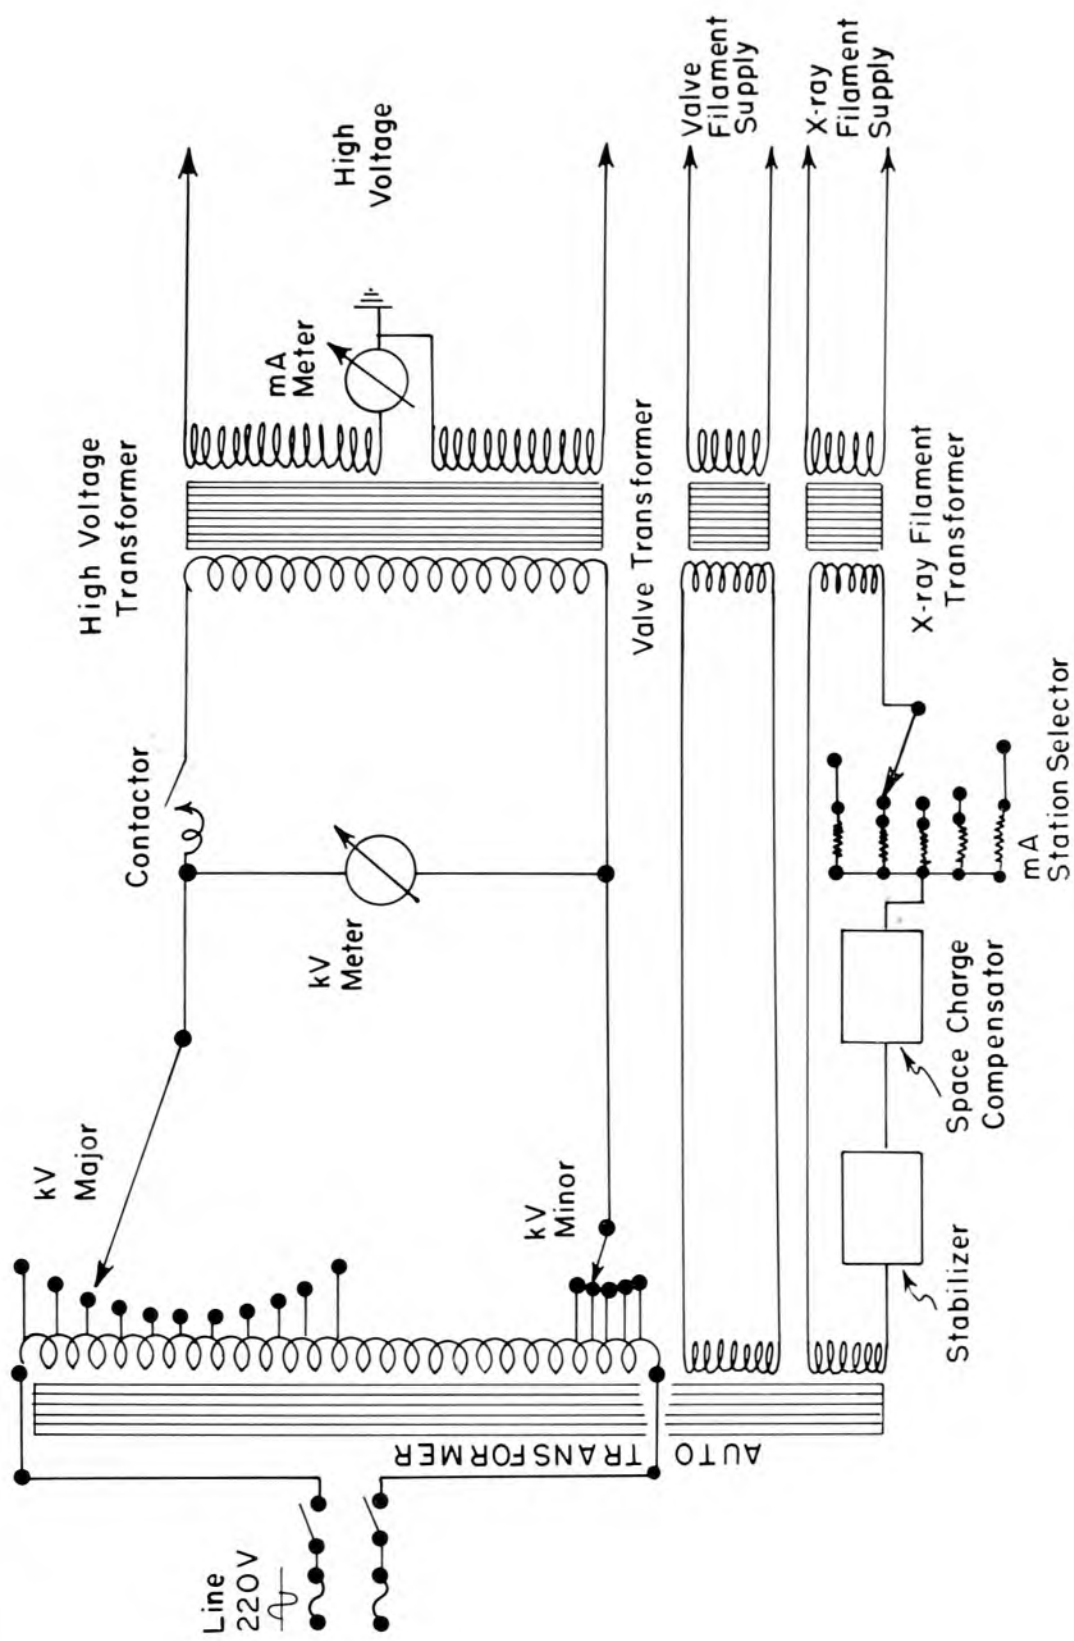 Line
220V
AUTO TRANSFORMER
kV
Major
kV
Minor
Stabilizer
Space Charge
Compensator
kV
Meter
Contactor
mA
Station Selector
High Voltage
Transformer
Valve Transformer
X-ray Filament
Transformer
mA
Meter
High
Voltage
Valve
Filament
Supply
X-ray
Filament
Supply